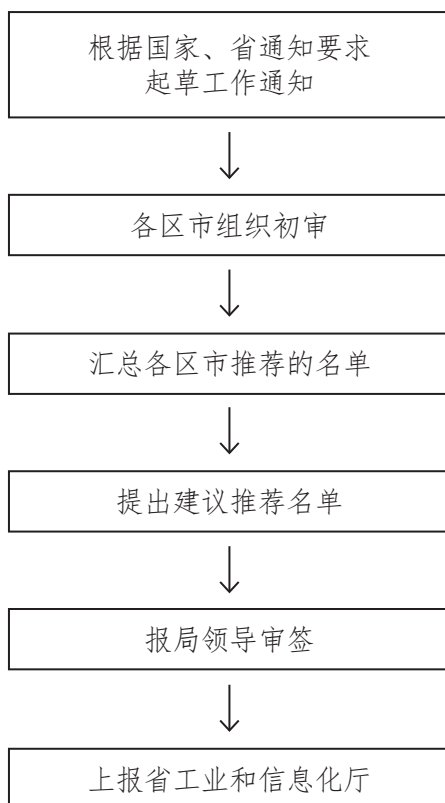 根据国家、省通知要求
起草工作通知
各区市组织初审
汇总各区市推荐的名单
提出建议推荐名单
报局领导审签
上报省工业和信息化厅